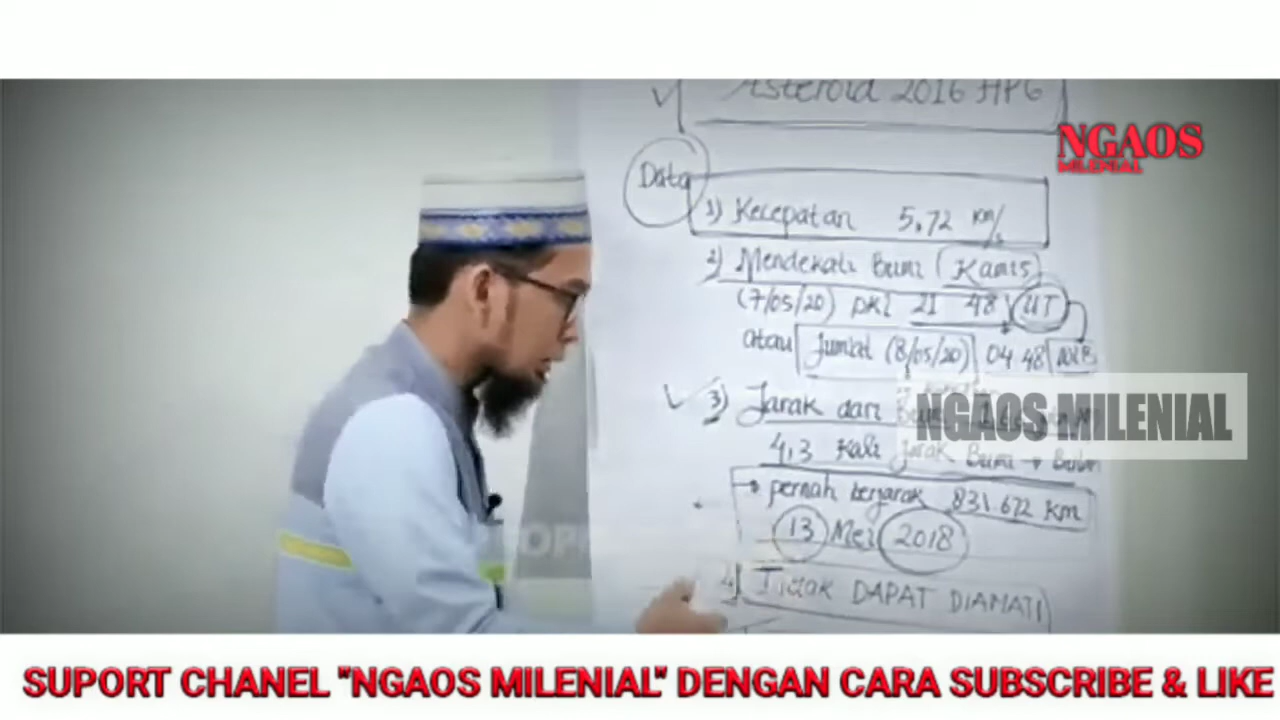 Asteroid 2016 HP6
NGAOS
MILENIAL
Data
1) Kecepatan 5,72 km/
2) Mendekati Bumi (Kamis)
(7/05/20) pkl 21 48 UT
atau Jum'at (8/05/20) 04 48 WIB
3) Jarak dari
NGAOS MILENIAL
4,3 kali jarak Bumi → Bulan
→ pernah berjarak 831.672 km
13 Mei 2018
4) Tidak DAPAT DIAMATI
SUPORT CHANEL "NGAOS MILENIAL" DENGAN CARA SUBSCRIBE & LIKE